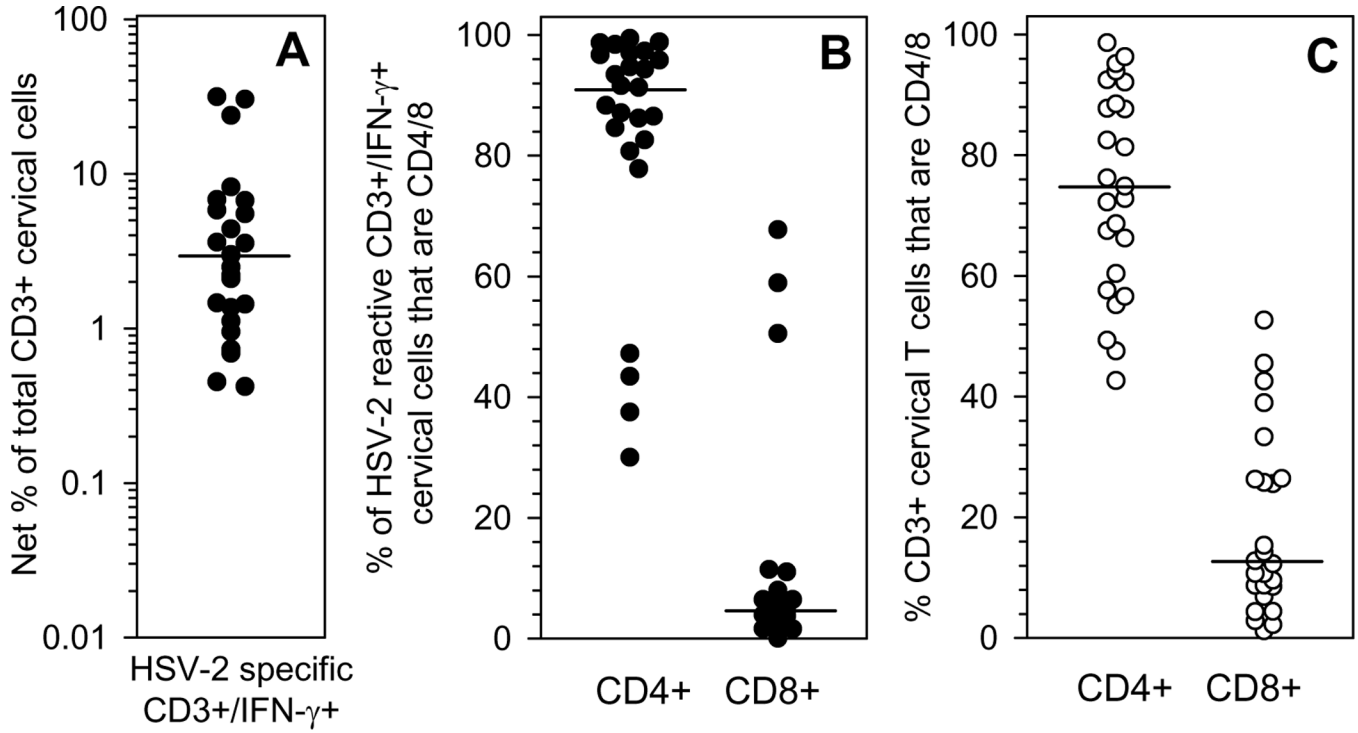 A
Net % of total CD3+ cervical cells
100
10
1
0.1
0.01
HSV-2 specific
CD3+/IFN-γ+
B
% of HSV-2 reactive CD3+/IFN-γ+
cervical cells that are CD4/8
100
80
60
40
20
0
CD4+ CD8+
C
% CD3+ cervical T cells that are CD4/8
100
80
60
40
20
0
CD4+ CD8+